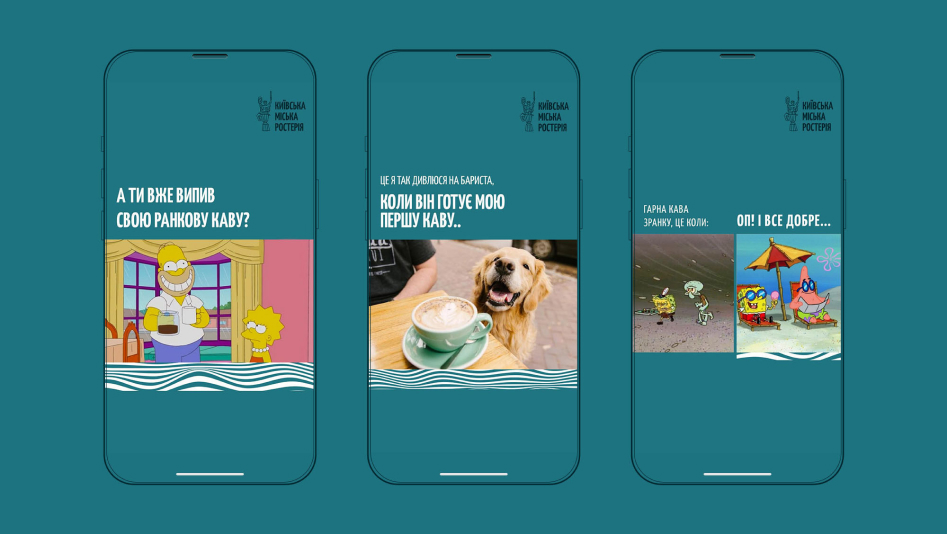 КИЇВСЬКА
МІСЬКА
РОСТЕРІЯ
А ТИ ВЖЕ ВИПИВ
СВОЮ РАНКОВУ КАВУ?
КИЇВСЬКА
МІСЬКА
РОСТЕРІЯ
ЦЕ Я ТАК ДИВЛЮСЯ НА БАРИСТА,
КОЛИ ВІН ГОТУЄ МОЮ
ПЕРШУ КАВУ..
КИЇВСЬКА
МІСЬКА
РОСТЕРІЯ
ГАРНА КАВА
ЗРАНКУ, ЦЕ КОЛИ:
ОП! І ВСЕ ДОБРЕ...